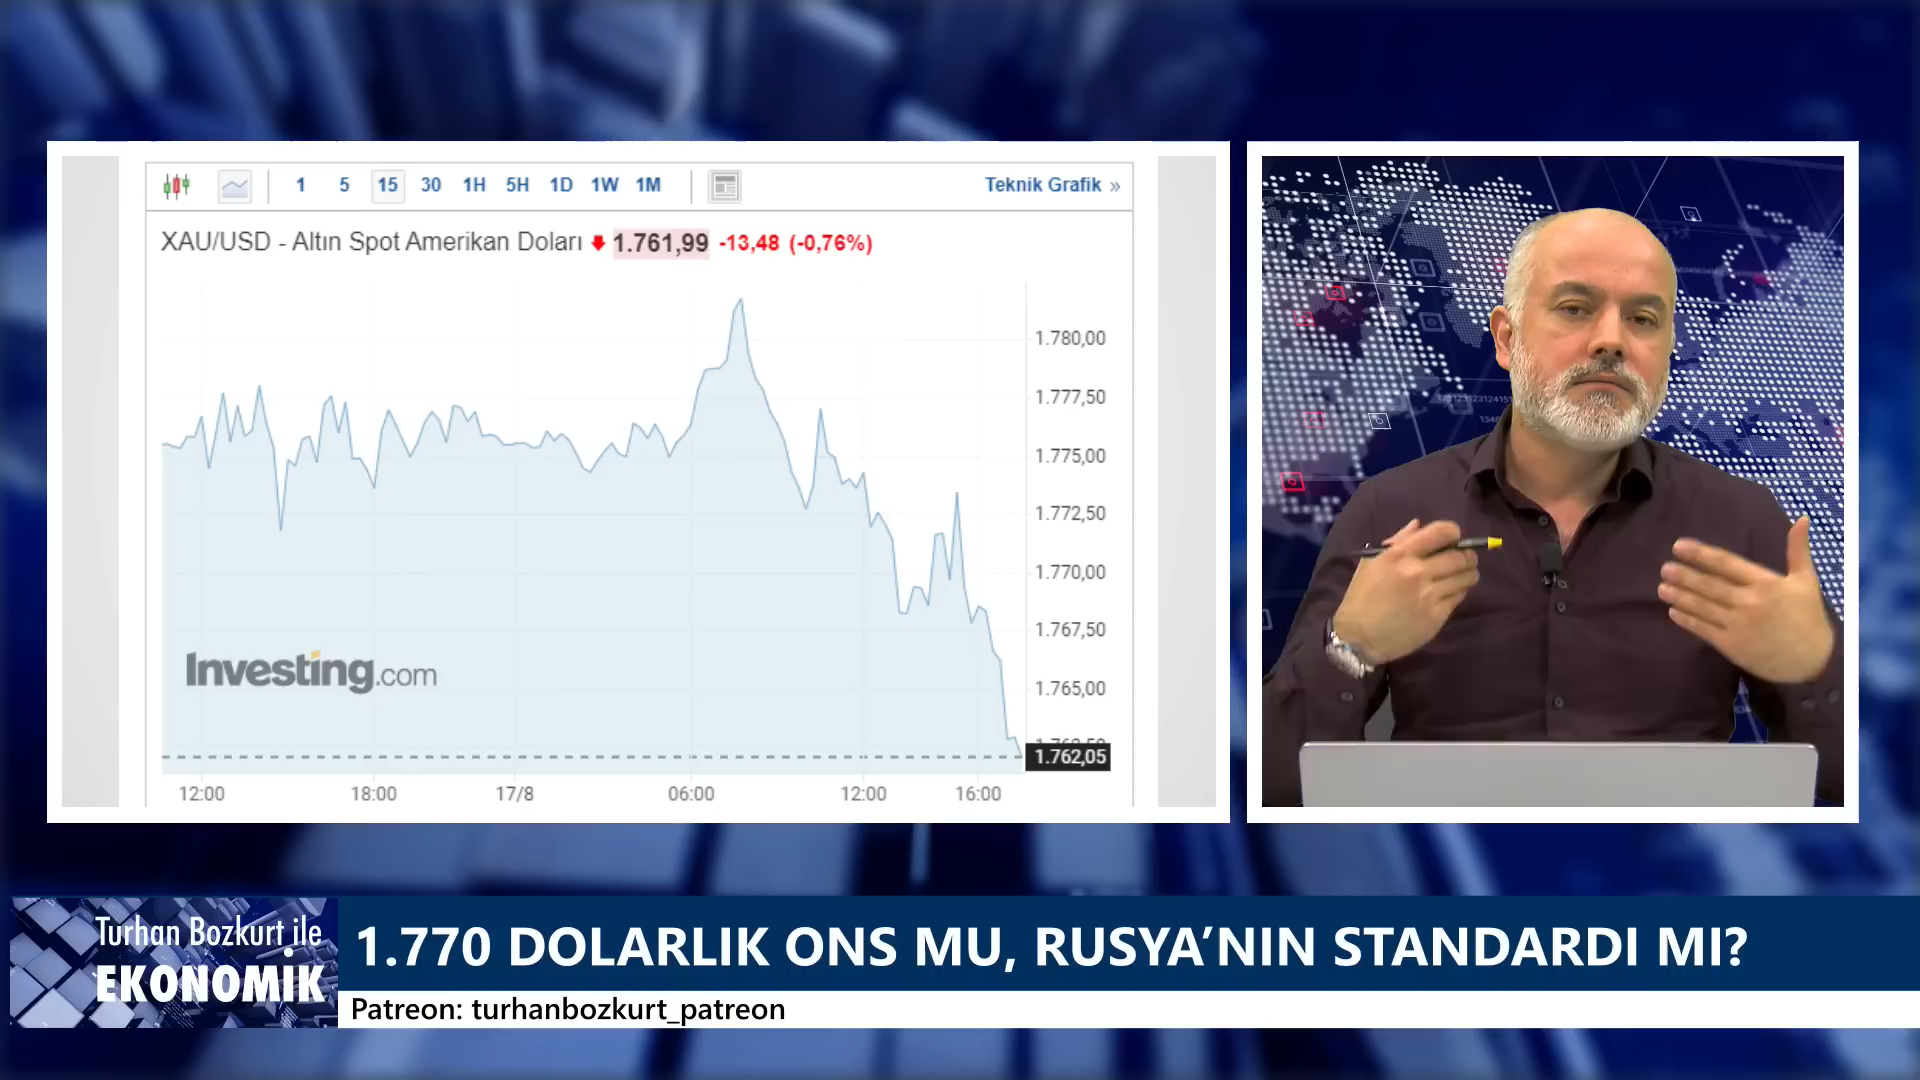 1 5 15 30 1H 5H 1D 1W 1M Teknik Grafik »
XAU/USD - Altın Spot Amerikan Doları 1.761,99 -13,48 (-0,76%)
1.780,00
1.777,50
1.775,00
1.772,50
1.770,00
1.767,50
1.765,00
1.762,05
Investing.com
12:00 18:00 17/8 06:00 12:00 16:00
Turhan Bozkurt ile
EKONOMİK
1.770 DOLARLIK ONS MU, RUSYA’NIN STANDARDI MI?
Patreon: turhanbozkurt_patreon